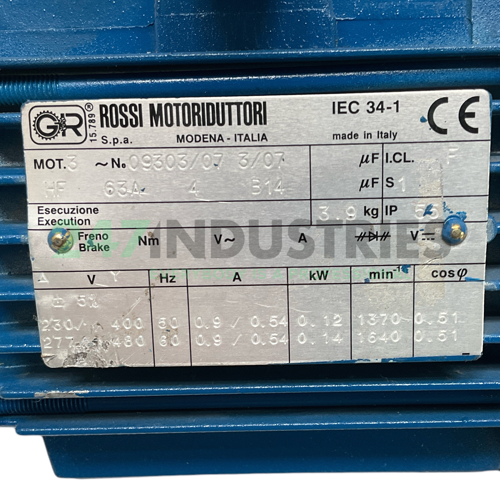 GR 15.789 ® ROSSI MOTORIDUTTORI IEC 34-1 CE
S.p.a. MODENA - ITALIA made in Italy
MOT. 3 ~ No. 09303/07 3/07 µF I.CL. F
HF 63A 4 B14 µF S 1
Esecuzione
Execution 3.9 kg IP 55
INDUSTRIES
Freno
Brake Nm V~ A V
Δ V Y Hz A kW min⁻¹ cosφ
230/ 400 50 0.9 / 0.54 0.12 1370 0.51
277 480 60 0.9 / 0.54 0.14 1640 0.51